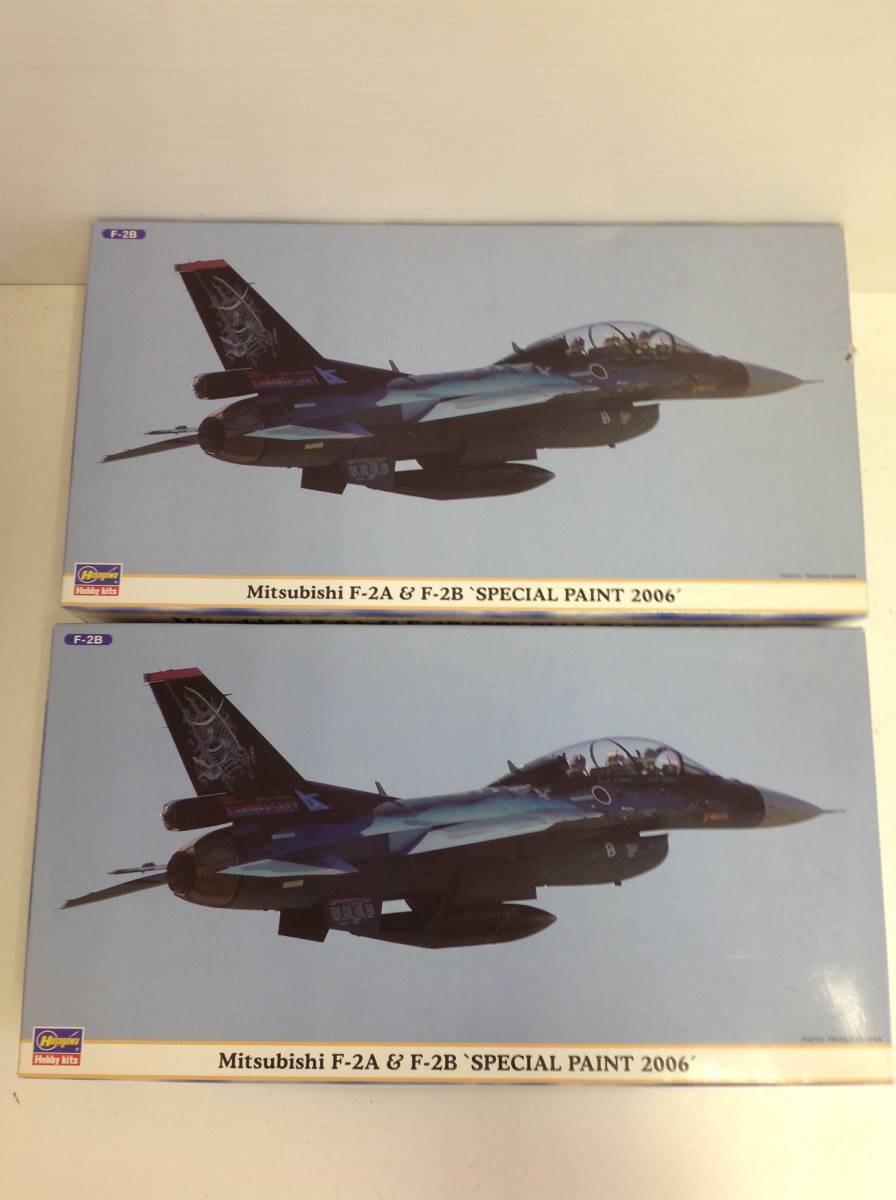 F-2B
Hasegawa
Hobby kits
Mitsubishi F-2A & F-2B `SPECIAL PAINT 2006´
F-2B
Hasegawa
Hobby kits
Mitsubishi F-2A & F-2B `SPECIAL PAINT 2006´